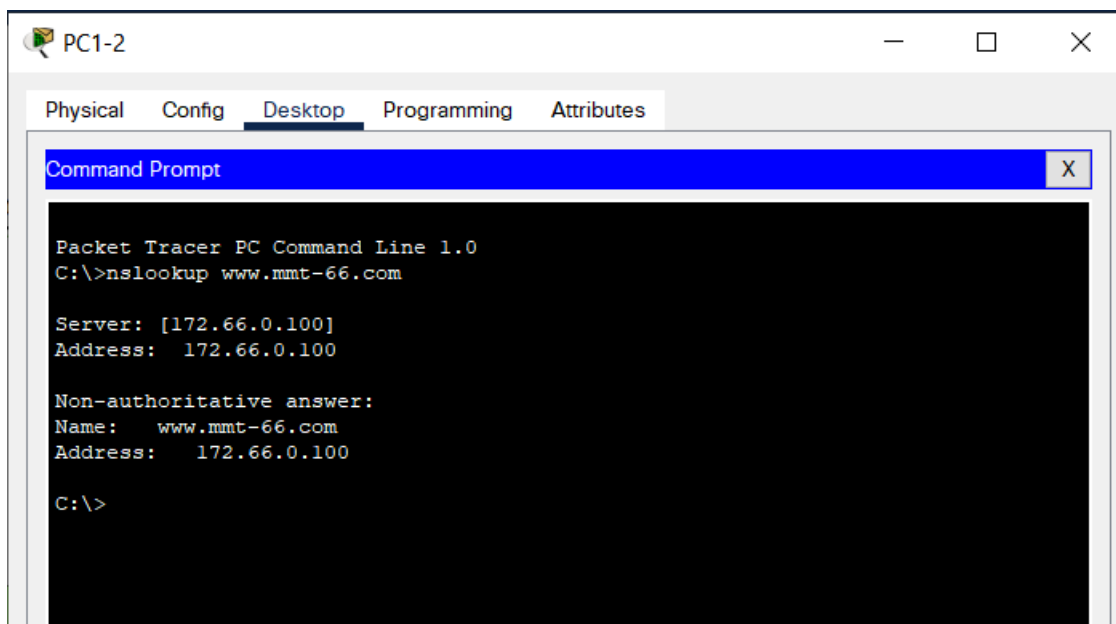 PC1-2
Physical Config Desktop Programming Attributes
Command Prompt X
Packet Tracer PC Command Line 1.0
C:\>nslookup www.mmt-66.com
Server: [172.66.0.100]
Address:  172.66.0.100
Non-authoritative answer:
Name:   www.mmt-66.com
Address:   172.66.0.100
C:\>